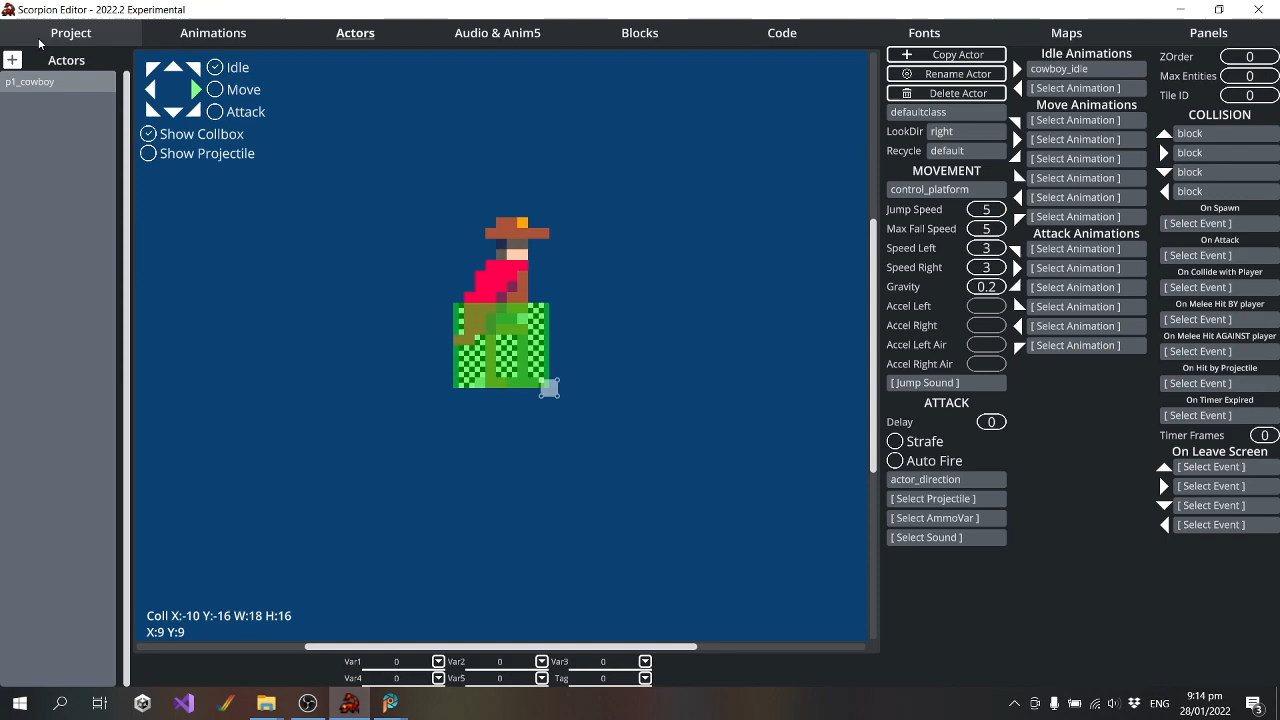 Scorpion Editor - 2022.2 Experimental
Project
Animations
Actors
Audio & Anim5
Blocks
Code
Fonts
Maps
Panels
Actors
p1_cowboy
Idle
Move
Attack
Show Collbox
Show Projectile
Coll X:-10 Y:-16 W:18 H:16
X:9 Y:9
Var1 0
Var2 0
Var3 0
Var4 0
Var5 0
Tag 0
Copy Actor
Rename Actor
Delete Actor
defaultclass
LookDir right
Recycle default
MOVEMENT
control_platform
Jump Speed 5
Max Fall Speed 5
Speed Left 3
Speed Right 3
Gravity 0.2
Accel Left
Accel Right
Accel Left Air
Accel Right Air
[ Jump Sound ]
ATTACK
Delay 0
Strafe
Auto Fire
actor_direction
[ Select Projectile ]
[ Select AmmoVar ]
[ Select Sound ]
Idle Animations
cowboy_idle
[ Select Animation ]
Move Animations
[ Select Animation ]
[ Select Animation ]
[ Select Animation ]
[ Select Animation ]
[ Select Animation ]
[ Select Animation ]
Attack Animations
[ Select Animation ]
[ Select Animation ]
[ Select Animation ]
[ Select Animation ]
[ Select Animation ]
[ Select Animation ]
ZOrder 0
Max Entities 0
Tile ID 0
COLLISION
block
block
block
block
On Spawn
[ Select Event ]
On Attack
[ Select Event ]
On Collide with Player
[ Select Event ]
On Melee Hit BY player
[ Select Event ]
On Melee Hit AGAINST player
[ Select Event ]
On Hit by Projectile
[ Select Event ]
On Timer Expired
[ Select Event ]
Timer Frames 0
On Leave Screen
[ Select Event ]
[ Select Event ]
[ Select Event ]
[ Select Event ]
ENG
9:14 pm
28/01/2022
3